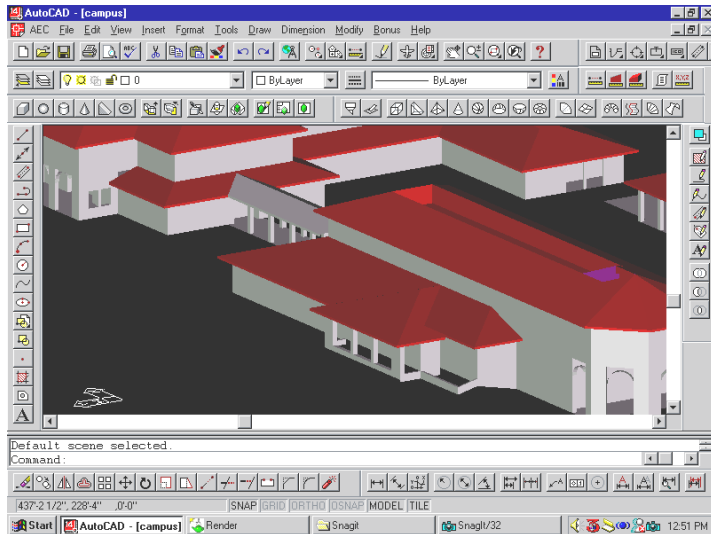 AutoCAD - [campus]
AEC File Edit View Insert Format Tools Draw Dimension Modify Bonus Help
0 ByLayer ByLayer
Default scene selected.
Command:
437'-2 1/2", 228'-4" ,0'-0" SNAP GRID ORTHO OSNAP MODEL TILE
Start AutoCAD - [campus] Render Snagit SnagIt/32 12:51 PM